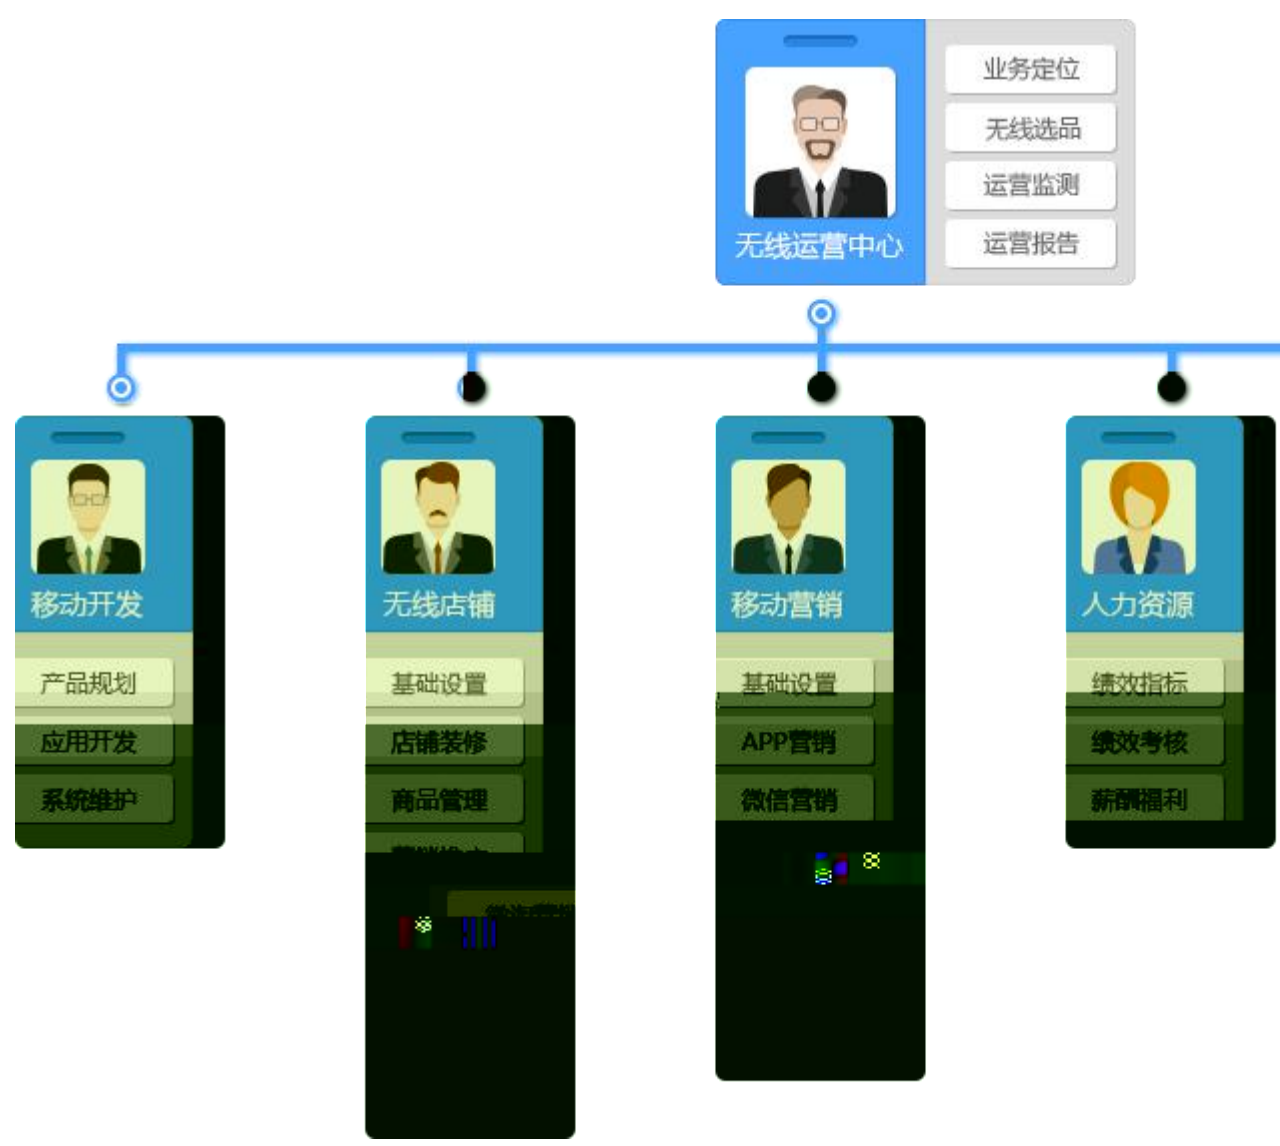 业务定位
无线选品
运营监测
运营报告
无线运营中心
移动开发
产品规划
应用开发
系统维护
无线店铺
基础设置
店铺装修
商品管理
移动营销
基础设置
APP营销
微信营销
人力资源
绩效指标
绩效考核
薪酬福利